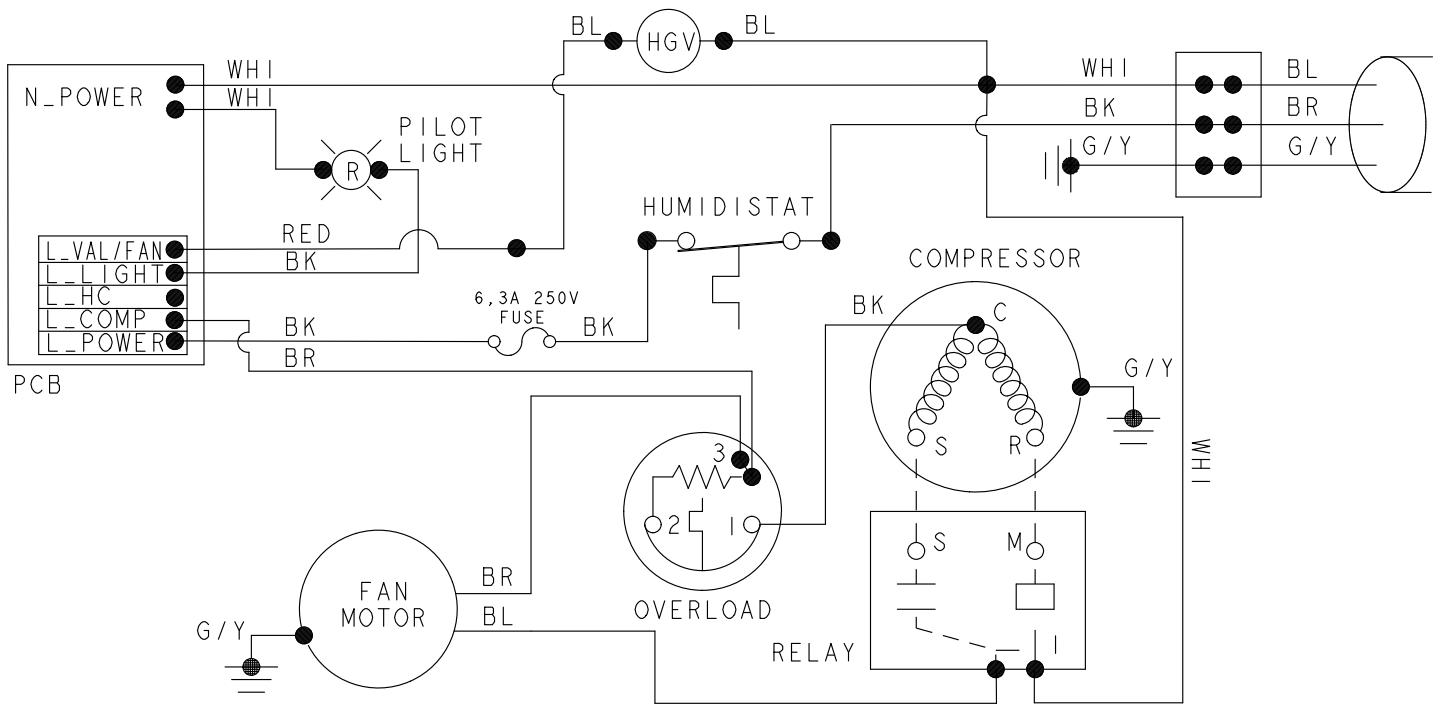 BL HGV BL
WHI WHI BL
N_POWER WHI
BK BR
PILOT
LIGHT
G/Y G/Y
R
HUMIDISTAT
L_VAL/FAN RED
L_LIGHT BK
COMPRESSOR
L_HC
6,3A 250V
FUSE
L_COMP
BK C
L_POWER BK BK
BR
PCB
G/Y
S R
3
WHI
2 1
S M
BR
FAN
MOTOR
BL
OVERLOAD
G/Y
RELAY 1